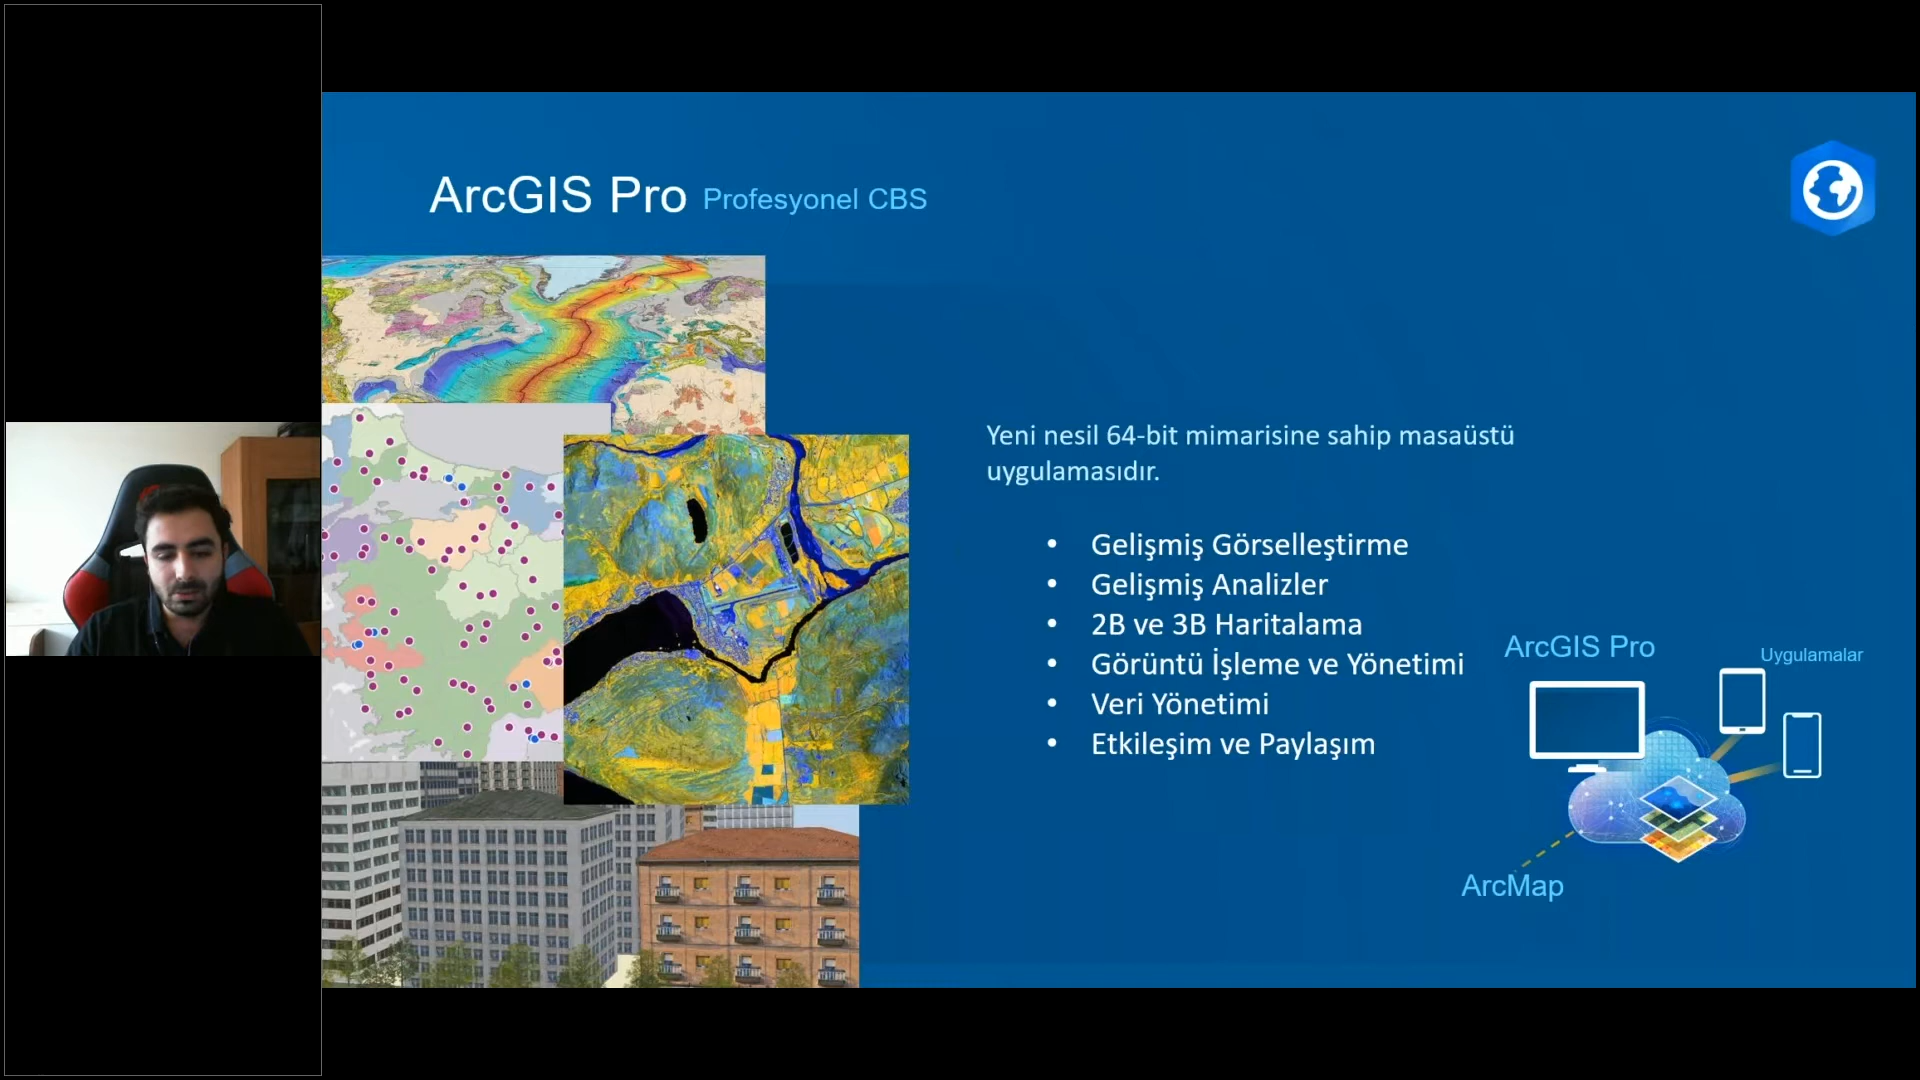 ArcGIS Pro Profesyonel CBS
Yeni nesil 64-bit mimarisine sahip masaüstü
uygulamasıdır.
• Gelişmiş Görselleştirme
• Gelişmiş Analizler
• 2B ve 3B Haritalama
• Görüntü İşleme ve Yönetimi
• Veri Yönetimi
• Etkileşim ve Paylaşım
ArcGIS Pro
Uygulamalar
ArcMap